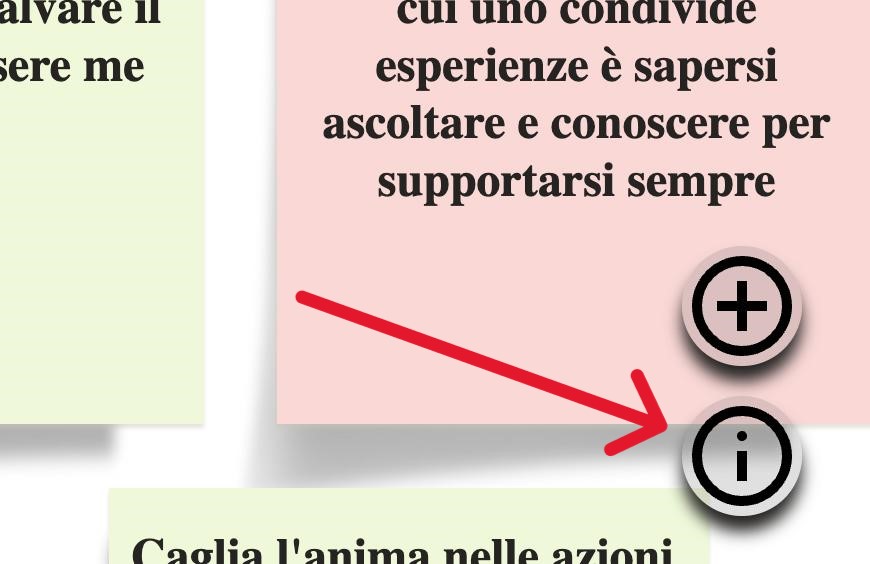 alvare il
sere me
cui uno condivide
esperienze è sapersi
ascoltare e conoscere per
supportarsi sempre
Caglia l'anima nelle azioni